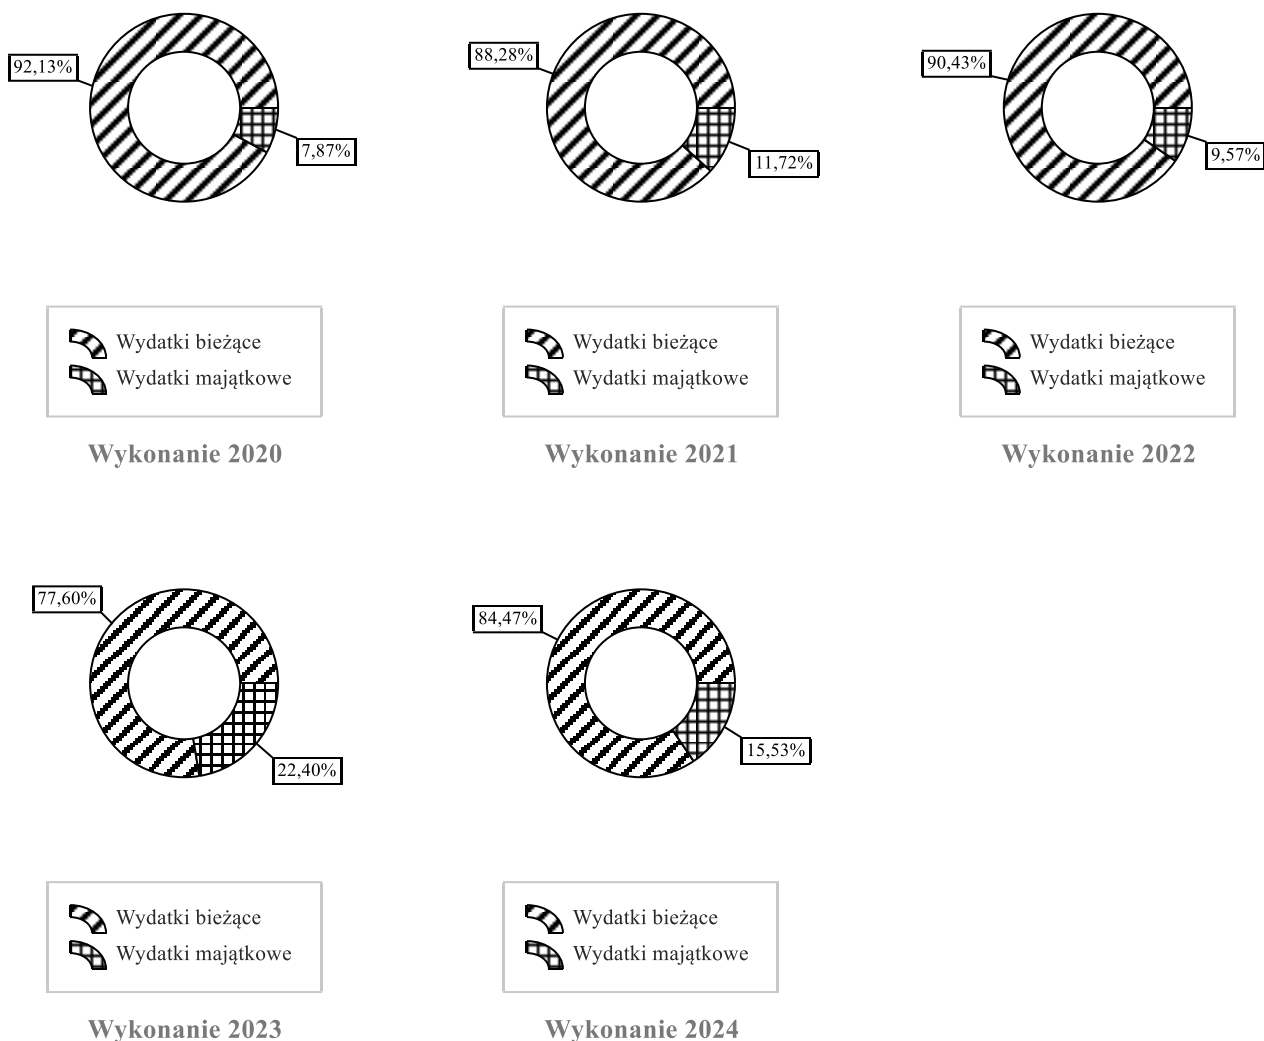 92,13%
7,87%
Wydatki bieżące
Wydatki majątkowe
Wykonanie 2020
88,28%
11,72%
Wydatki bieżące
Wydatki majątkowe
Wykonanie 2021
90,43%
9,57%
Wydatki bieżące
Wydatki majątkowe
Wykonanie 2022
77,60%
22,40%
Wydatki bieżące
Wydatki majątkowe
Wykonanie 2023
84,47%
15,53%
Wydatki bieżące
Wydatki majątkowe
Wykonanie 2024